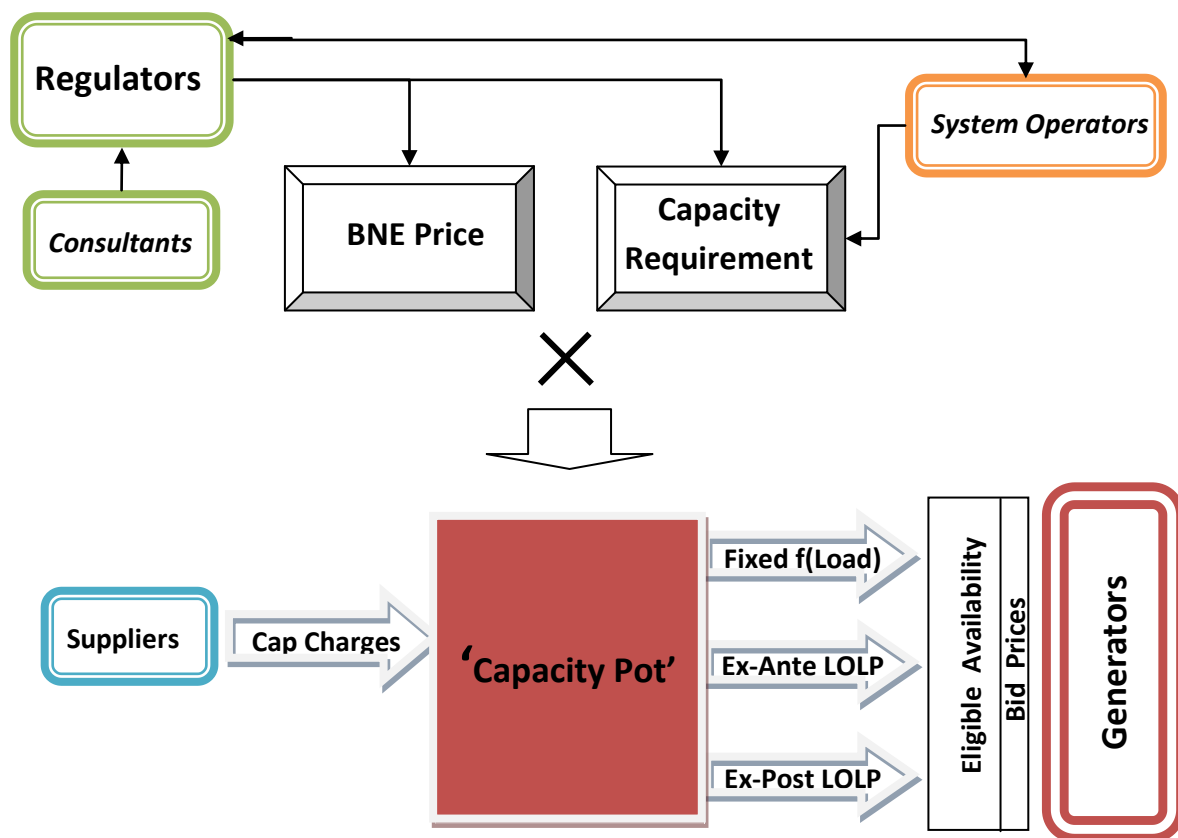 Regulators
System Operators
Consultants
BNE Price
Capacity
Requirement
Suppliers
Cap Charges
‘Capacity Pot’
Fixed f(Load)
Ex-Ante LOLP
Ex-Post LOLP
Eligible Availability
Bid Prices
Generators